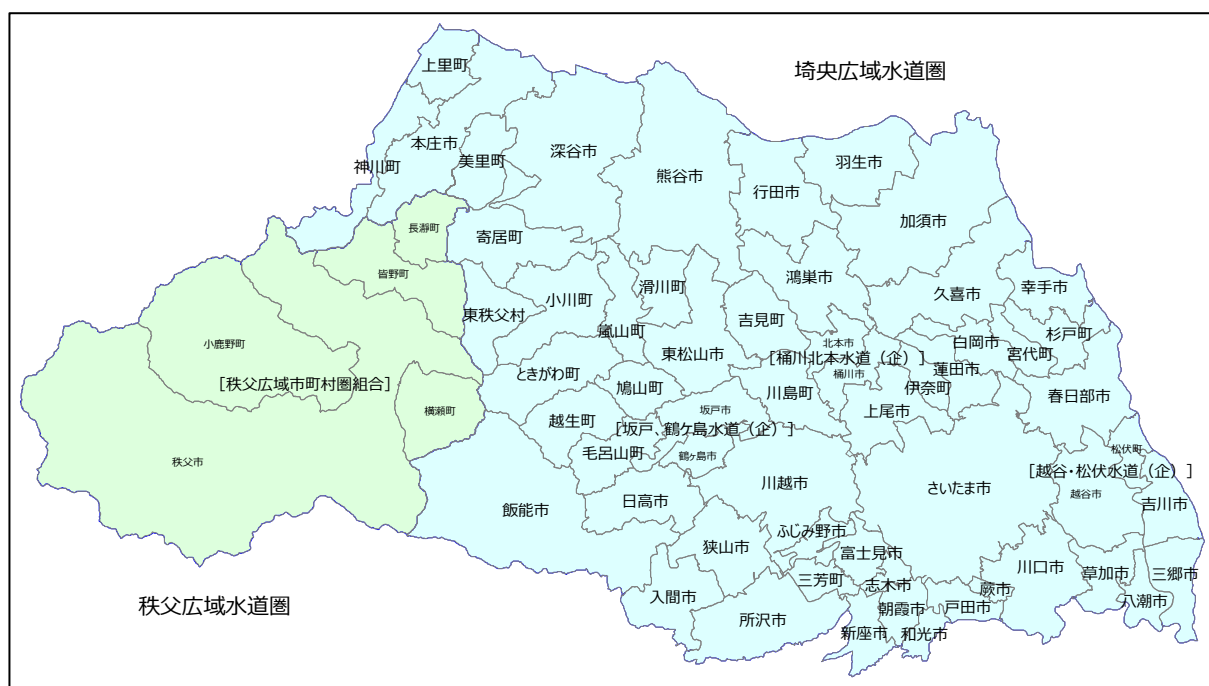 埼央広域水道圏
上里町
本庄市
神川町
美里町
深谷市
熊谷市
行田市
羽生市
加須市
長瀞町
寄居町
皆野町
鴻巣市
久喜市
幸手市
小川町
滑川町
東秩父村
吉見町
嵐山町
杉戸町
小鹿野町
東松山市
北本市
白岡市
宮代町
[桶川北本水道（企）]
桶川市
蓮田市
ときがわ町
[秩父広域市町村圏組合]
鳩山町
川島町
伊奈町
春日部市
横瀬町
坂戸市
上尾市
越生町
[坂戸、鶴ケ島水道（企）]
毛呂山町
鶴ヶ島市
松伏町
秩父市
[越谷・松伏水道（企）]
川越市
さいたま市
越谷市
吉川市
飯能市
日高市
ふじみ野市
狭山市
富士見市
川口市
草加市
三郷市
三芳町
志木市
蕨市
入間市
八潮市
秩父広域水道圏
朝霞市
戸田市
所沢市
新座市
和光市